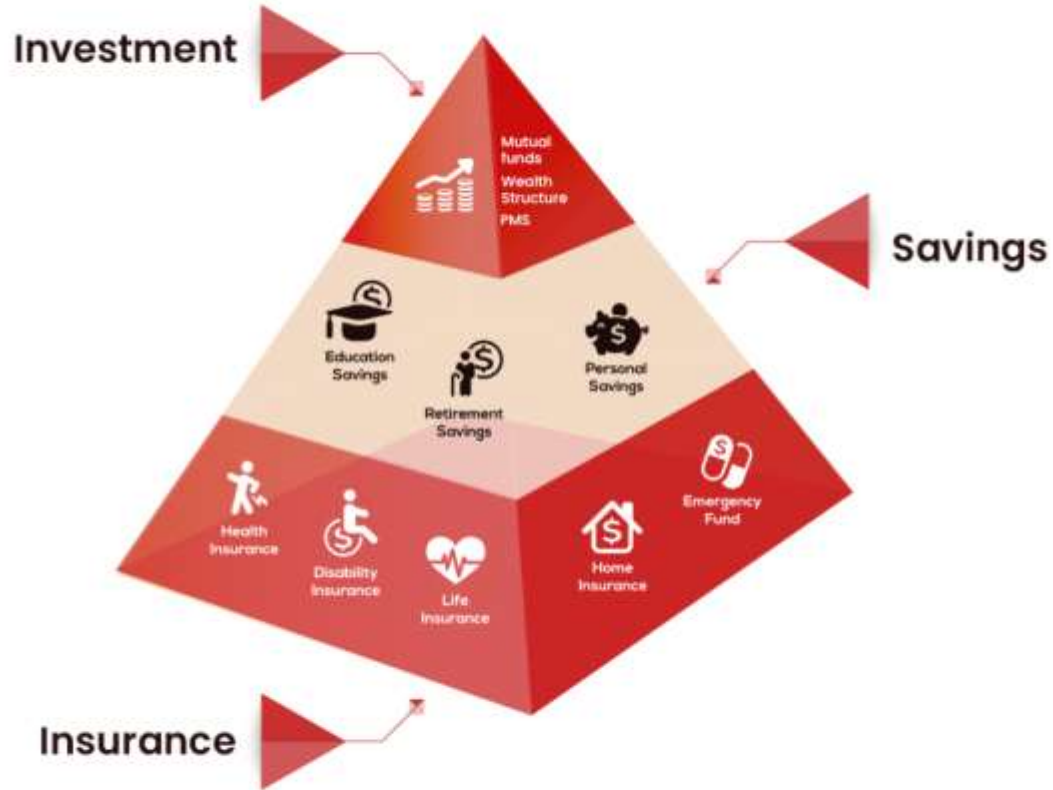 Investment
Mutual
funds
Wealth
Structure
PMS
Savings
Education
Savings
Retirement
Savings
Personal
Savings
Health
Insurance
Disability
Insurance
Life
Insurance
Home
Insurance
Emergency
Fund
Insurance